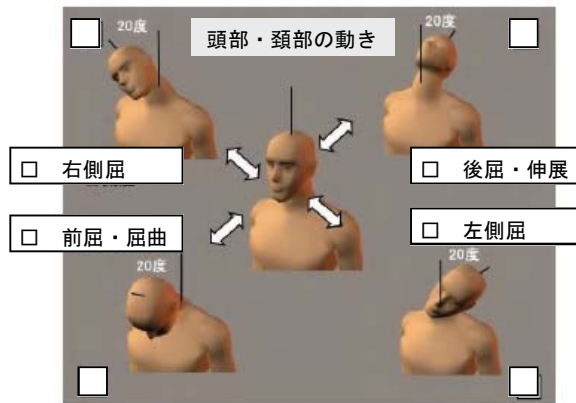 20度
頭部・頚部の動き
20度
□ 右側屈
□ 後屈・伸展
□ 前屈・屈曲
□ 左側屈
20度
20度